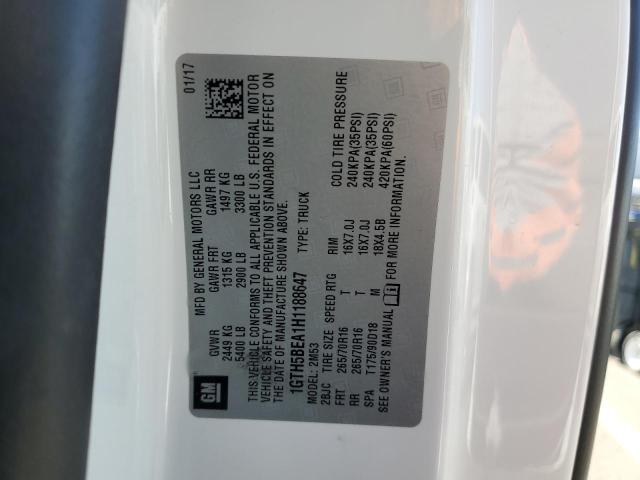 GM
01/17
MFD BY GENERAL MOTORS LLC
GVWR GAWR FRT GAWR RR
2449 KG 1315 KG 1497 KG
5400 LB 2900 LB 3300 LB
THIS VEHICLE CONFORMS TO ALL APPLICABLE U.S. FEDERAL MOTOR
VEHICLE SAFETY AND THEFT PREVENTION STANDARDS IN EFFECT ON
THE DATE OF MANUFACTURE SHOWN ABOVE.
1GTH5BEA1H1188647 TYPE: TRUCK
MODEL: 2M53
2BJC TIRE SIZE SPEED RTG RIM COLD TIRE PRESSURE
FRT 265/70R16 T 16X7.0J 240KPA(35PSI)
RR 265/70R16 T 16X7.0J 240KPA(35PSI)
SPA T175/90D18 M 18X4.5B 420KPA(60PSI)
SEE OWNER'S MANUAL FOR MORE INFORMATION.